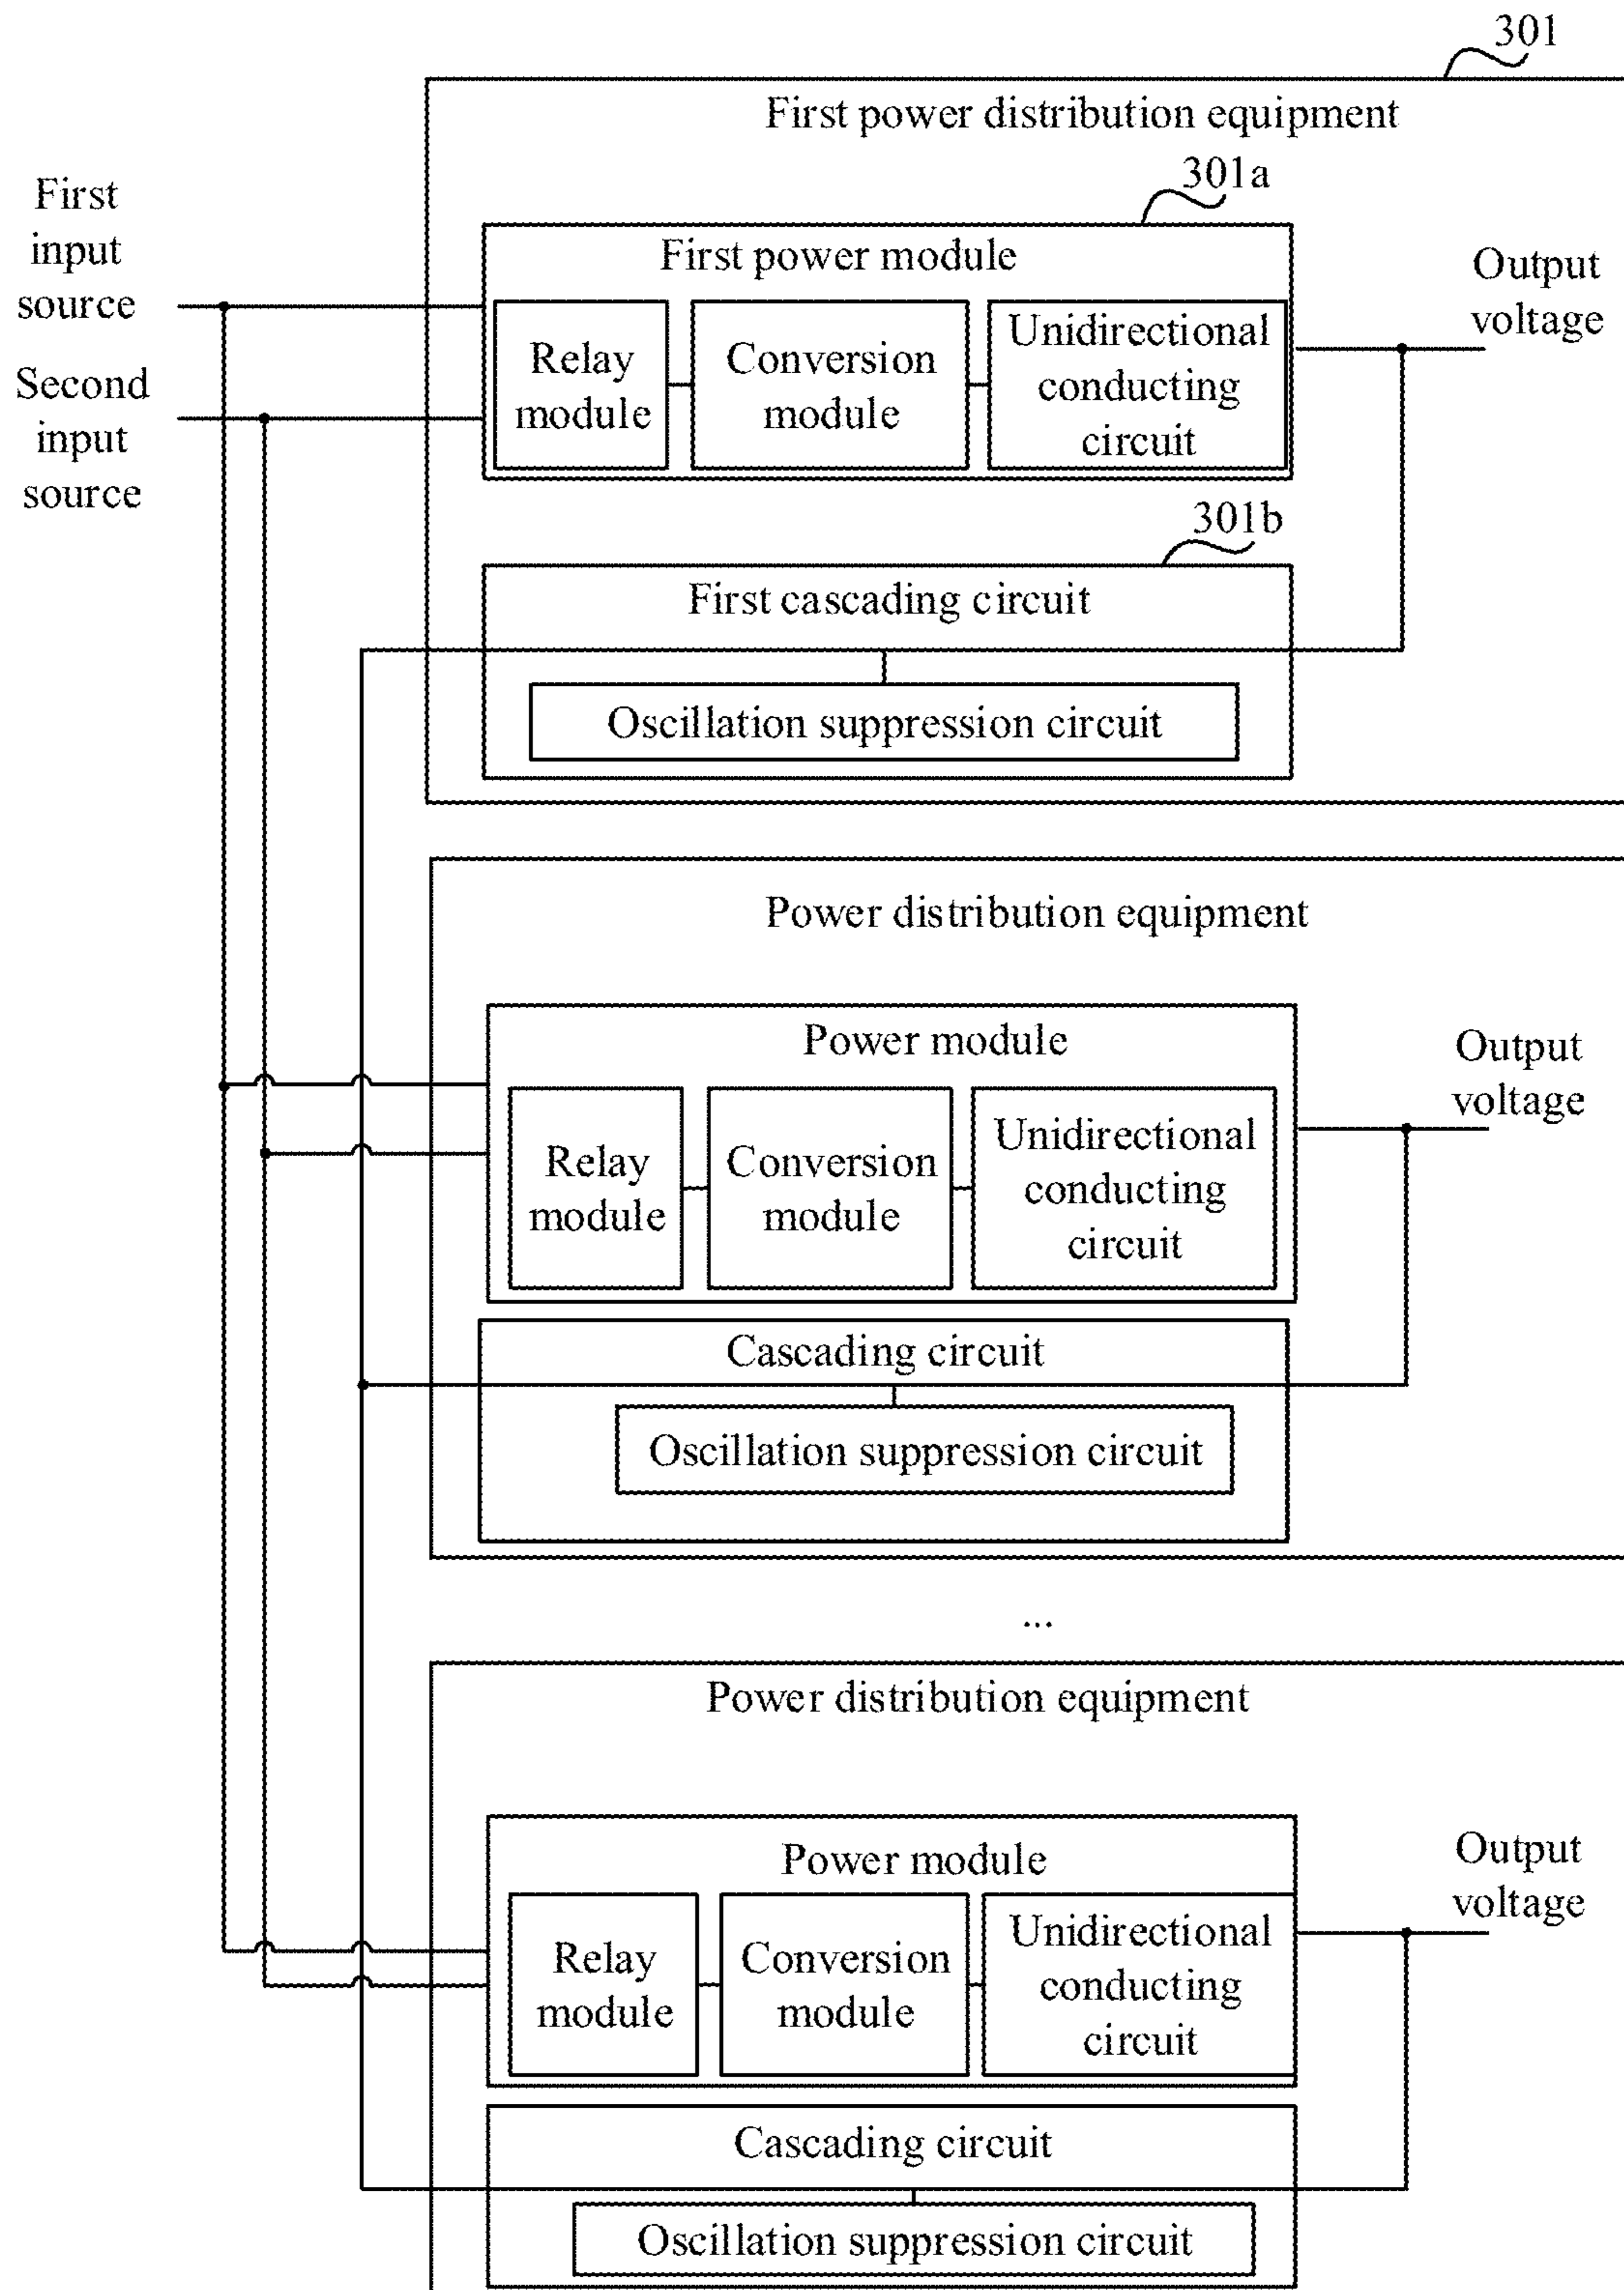 301
First power distribution equipment
301a
First
input
source
Second
input
source
First power module
Relay
module
Conversion
module
Unidirectional
conducting
circuit
Output
voltage
301b
First cascading circuit
Oscillation suppression circuit
Power distribution equipment
Power module
Relay
module
Conversion
module
Unidirectional
conducting
circuit
Output
voltage
Cascading circuit
Oscillation suppression circuit
...
Power distribution equipment
Power module
Relay
module
Conversion
module
Unidirectional
conducting
circuit
Output
voltage
Cascading circuit
Oscillation suppression circuit